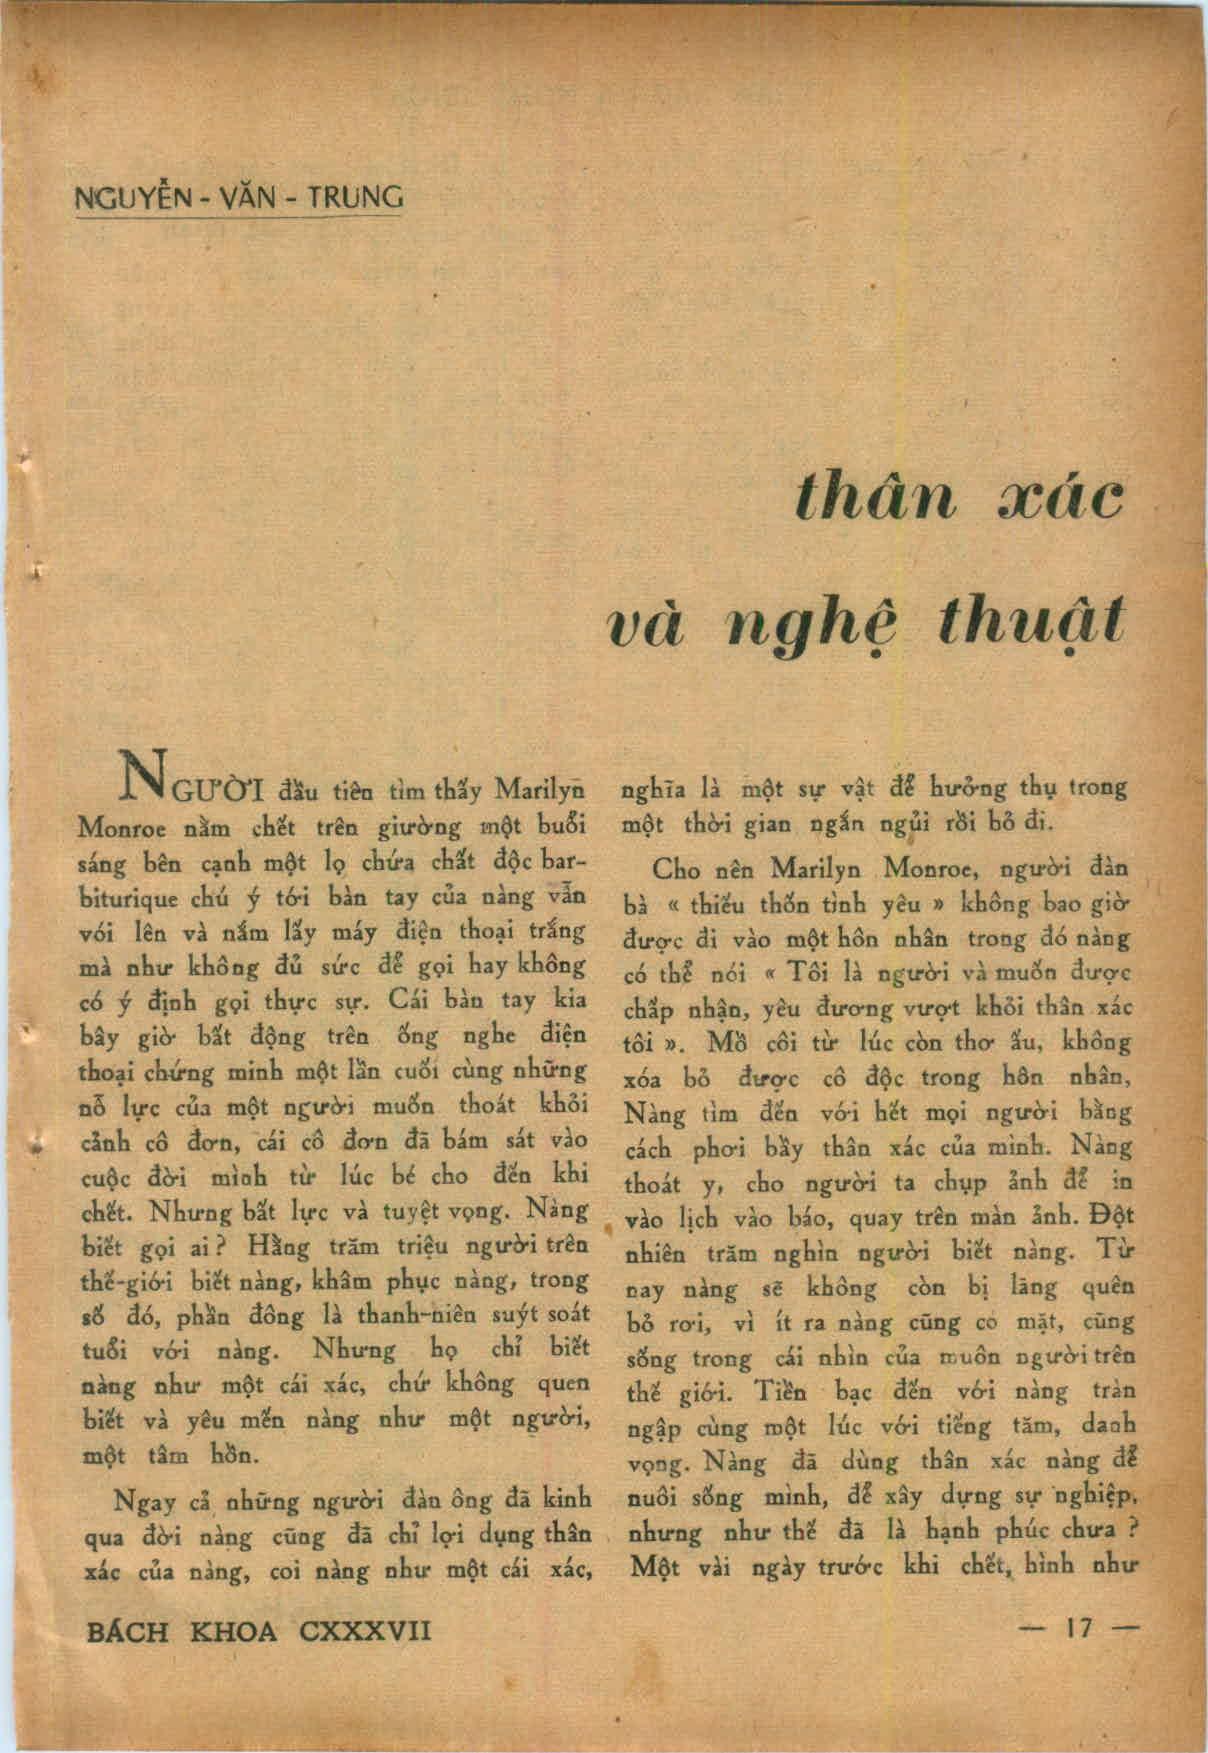 NGUYỄN - VĂN - TRUNG
thân xác
và nghệ thuật
NGƯỜI đầu tiên tìm thấy Marilyn
Monroe nằm chết trên giường một buổi
sáng bên cạnh một lọ chứa chất độc bar-
biturique chú ý tới bàn tay của nàng vẫn
vói lên và nắm lấy máy điện thoại trắng
mà như không đủ sức để gọi hay không
có ý định gọi thực sự. Cái bàn tay kia
bây giờ bất động trên ống nghe điện
thoại chứng minh một lần cuối cùng những
nỗ lực của một người muốn thoát khỏi
cảnh cô đơn, cái cô đơn đã bám sát vào
cuộc đời mình từ lúc bé cho đến khi
chết. Nhưng bất lực và tuyệt vọng. Nàng
biết gọi ai ? Hằng trăm triệu người trên
thế-giới biết nàng, khâm phục nàng, trong
số đó, phần đông là thanh-niên suýt soát
tuổi với nàng. Nhưng họ chỉ biết
nàng như một cái xác, chứ không quen
biết và yêu mến nàng như một người,
một tâm hồn.
Ngay cả những người đàn ông đã kinh
qua đời nàng cũng đã chỉ lợi dụng thân
xác của nàng, coi nàng như một cái xác,
nghĩa là một sự vật để hưởng thụ trong
một thời gian ngắn ngủi rồi bỏ đi.
Cho nên Marilyn Monroe, người đàn
bà « thiếu thốn tình yêu » không bao giờ
được đi vào một hôn nhân trong đó nàng
có thể nói « Tôi là người và muốn được
chấp nhận, yêu đương vượt khỏi thân xác
tôi ». Mồ côi từ lúc còn thơ ấu, không
xóa bỏ được cô độc trong hôn nhân,
Nàng tìm đến với hết mọi người bằng
cách phơi bầy thân xác của mình. Nàng
thoát y, cho người ta chụp ảnh để in
vào lịch vào báo, quay trên màn ảnh. Đột
nhiên trăm nghìn người biết nàng. Từ
nay nàng sẽ không còn bị lãng quên
bỏ rơi, vì ít ra nàng cũng co mặt, cũng
sống trong cái nhìn của muôn người trên
thế giới. Tiền bạc đến với nàng tràn
ngập cùng một lúc với tiếng tăm, danh
vọng. Nàng đã dùng thân xác nàng để
nuôi sống mình, để xây dựng sự nghiệp,
nhưng như thế đã là hạnh phúc chưa ?
Một vài ngày trước khi chết, hình như
BÁCH KHOA CXXXVII
— 17 —